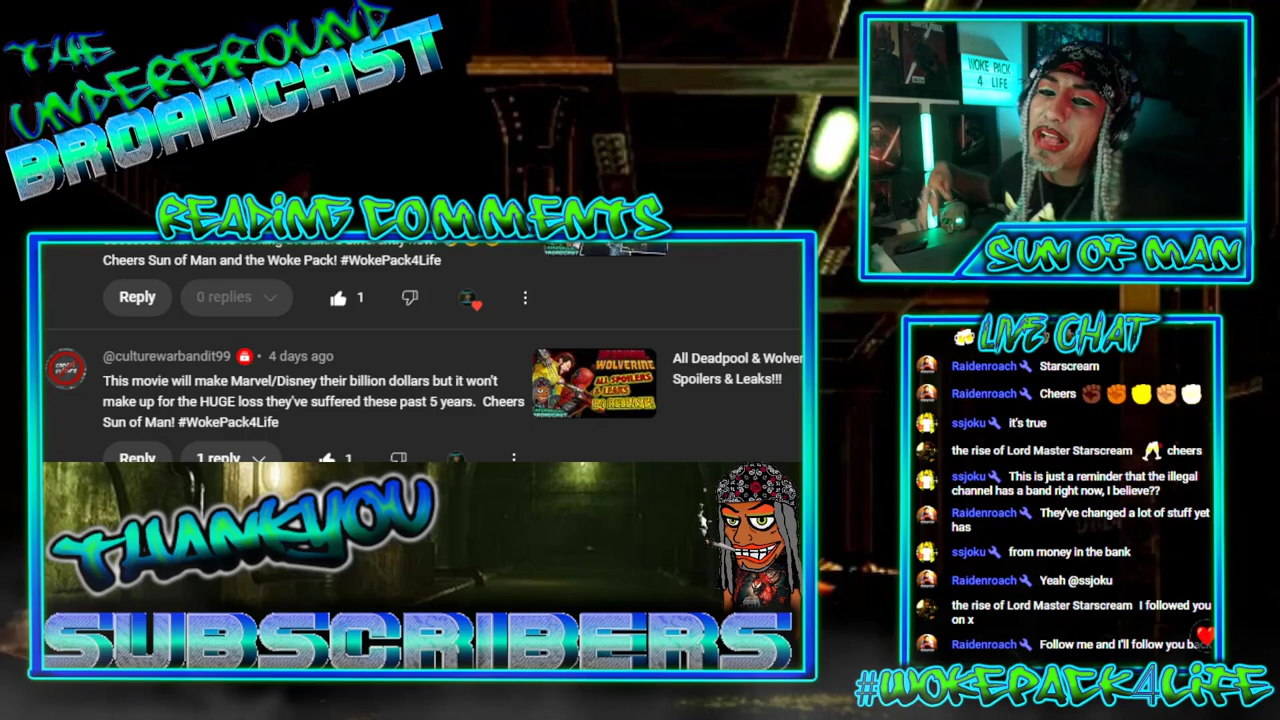 THE
UNDERGROUND
BROADCAST
READING COMMENTS
Cheers Sun of Man and the Woke Pack! #WokePack4Life
Reply
0 replies
1
@culturewarbandit99 • 4 days ago
This movie will make Marvel/Disney their billion dollars but it won't
make up for the HUGE loss they've suffered these past 5 years. Cheers
Sun of Man! #WokePack4Life
Reply
1 reply
1
WOLVERINE
ALL SPOILERS
& LEAKS
All Deadpool & Wolver
Spoilers & Leaks!!!
THANKYOU
SUBSCRIBERS
WOKE PACK
4 LIFE
SUN OF MAN
LIVE CHAT
Raidenroach Starscream
Raidenroach Cheers
ssjoku it's true
the rise of Lord Master Starscream cheers
ssjoku This is just a reminder that the illegal
channel has a band right now, I believe??
Raidenroach They've changed a lot of stuff yet
has
ssjoku from money in the bank
Raidenroach Yeah @ssjoku
the rise of Lord Master Starscream I followed you
on x
Raidenroach Follow me and I'll follow you back
#WOKEPACK4LIFE